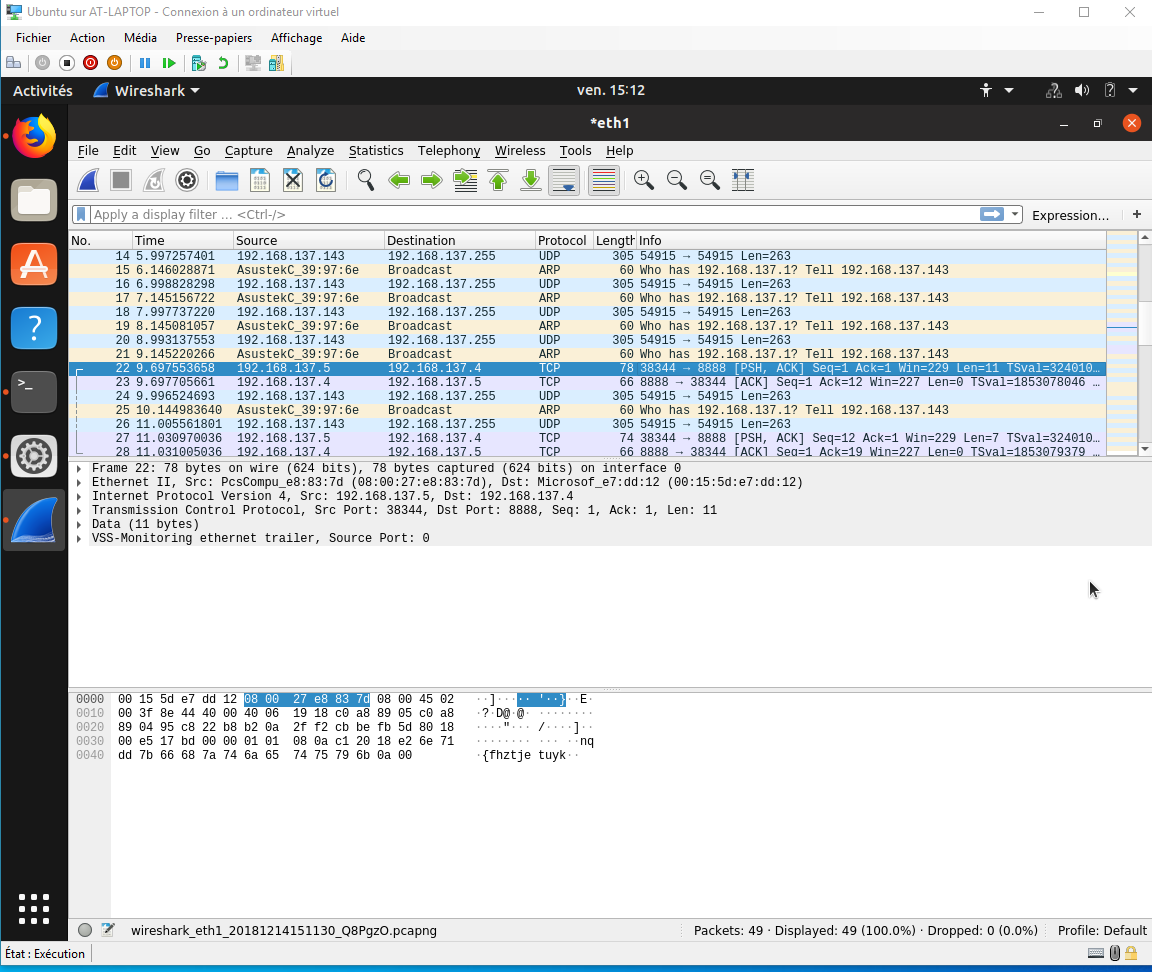 Ubuntu sur AT-LAPTOP - Connexion à un ordinateur virtuel
Fichier Action Média Presse-papiers Affichage Aide
Activités Wireshark ven. 15:12
*eth1
File Edit View Go Capture Analyze Statistics Telephony Wireless Tools Help
Apply a display filter ... <Ctrl-/> Expression... +
No. Time Source Destination Protocol Length Info
14 5.997257401 192.168.137.143 192.168.137.255 UDP 305 54915 → 54915 Len=263
15 6.146028871 AsustekC_39:97:6e Broadcast ARP 60 Who has 192.168.137.1? Tell 192.168.137.143
16 6.998828298 192.168.137.143 192.168.137.255 UDP 305 54915 → 54915 Len=263
17 7.145156722 AsustekC_39:97:6e Broadcast ARP 60 Who has 192.168.137.1? Tell 192.168.137.143
18 7.997737220 192.168.137.143 192.168.137.255 UDP 305 54915 → 54915 Len=263
19 8.145081057 AsustekC_39:97:6e Broadcast ARP 60 Who has 192.168.137.1? Tell 192.168.137.143
20 8.993137553 192.168.137.143 192.168.137.255 UDP 305 54915 → 54915 Len=263
21 9.145220266 AsustekC_39:97:6e Broadcast ARP 60 Who has 192.168.137.1? Tell 192.168.137.143
22 9.697553658 192.168.137.5 192.168.137.4 TCP 78 38344 → 8888 [PSH, ACK] Seq=1 Ack=1 Win=229 Len=11 TSval=324010…
23 9.697705661 192.168.137.4 192.168.137.5 TCP 66 8888 → 38344 [ACK] Seq=1 Ack=12 Win=227 Len=0 TSval=1853078046 …
24 9.996524693 192.168.137.143 192.168.137.255 UDP 305 54915 → 54915 Len=263
25 10.144983640 AsustekC_39:97:6e Broadcast ARP 60 Who has 192.168.137.1? Tell 192.168.137.143
26 11.005561801 192.168.137.143 192.168.137.255 UDP 305 54915 → 54915 Len=263
27 11.030970036 192.168.137.5 192.168.137.4 TCP 74 38344 → 8888 [PSH, ACK] Seq=12 Ack=1 Win=229 Len=7 TSval=324010…
28 11.031005036 192.168.137.4 192.168.137.5 TCP 66 8888 → 38344 [ACK] Seq=1 Ack=19 Win=227 Len=0 TSval=1853079379 …
Frame 22: 78 bytes on wire (624 bits), 78 bytes captured (624 bits) on interface 0
Ethernet II, Src: PcsCompu_e8:83:7d (08:00:27:e8:83:7d), Dst: Microsof_e7:dd:12 (00:15:5d:e7:dd:12)
Internet Protocol Version 4, Src: 192.168.137.5, Dst: 192.168.137.4
Transmission Control Protocol, Src Port: 38344, Dst Port: 8888, Seq: 1, Ack: 1, Len: 11
Data (11 bytes)
VSS-Monitoring ethernet trailer, Source Port: 0
0000 00 15 5d e7 dd 12 08 00 27 e8 83 7d 08 00 45 02 ··]····· '··}··E·
0010 00 3f 8e 44 40 00 40 06 19 18 c0 a8 89 05 c0 a8 ·?·D@·@· ········
0020 89 04 95 c8 22 b8 b2 0a 2f f2 cb be fb 5d 80 18 ····"··· /····]··
0030 00 e5 17 bd 00 00 01 01 08 0a c1 20 18 e2 6e 71 ········ ··· ··nq
0040 dd 7b 66 68 7a 74 6a 65 74 75 79 6b 0a 00 ·{fhztje tuyk··
wireshark_eth1_20181214151130_Q8PgzO.pcapng Packets: 49 · Displayed: 49 (100.0%) · Dropped: 0 (0.0%) Profile: Default
État : Exécution